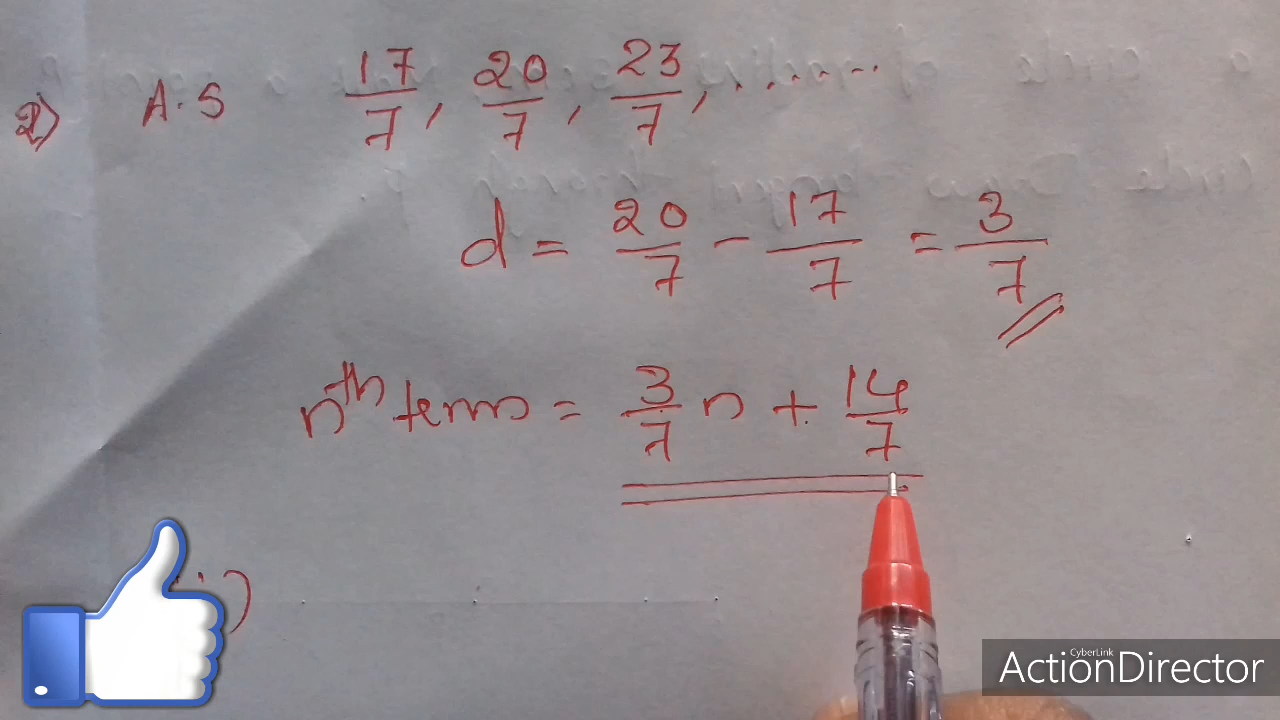 2) A.S 17/7, 20/7, 23/7, ......
d = 20/7 - 17/7 = 3/7
nth term = 3/7 n + 14/7
CyberLink
ActionDirector